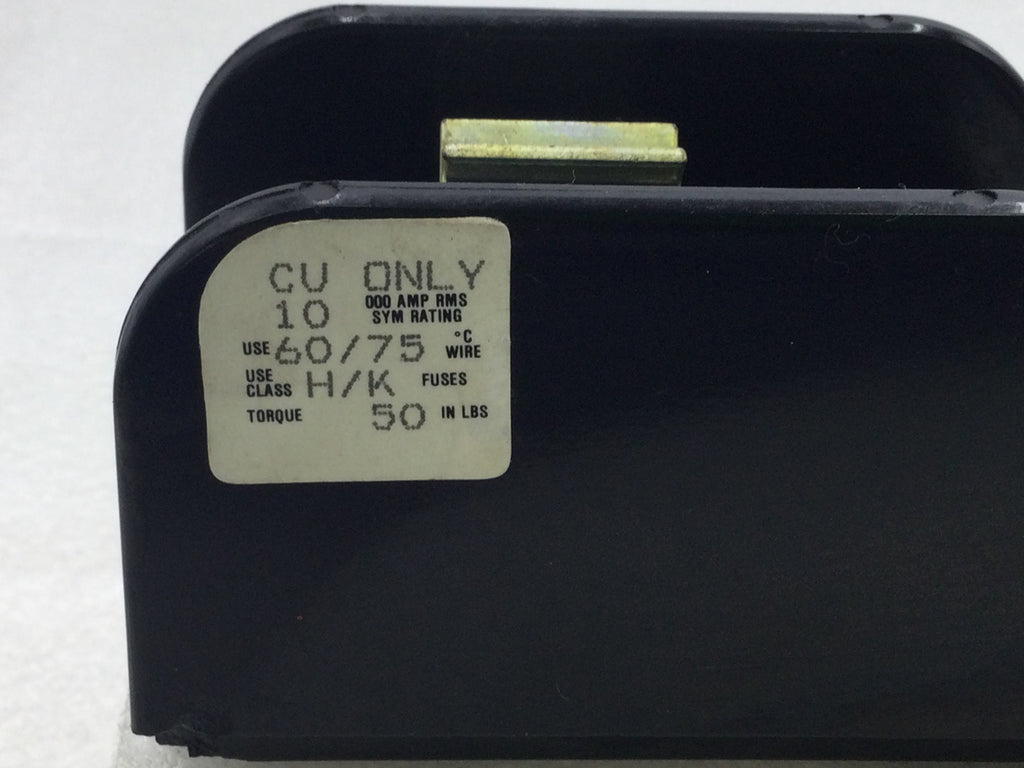 CU ONLY
10 000 AMP RMS
SYM RATING
USE 60/75 °C
WIRE
USE
CLASS H/K FUSES
TORQUE 50 IN LBS